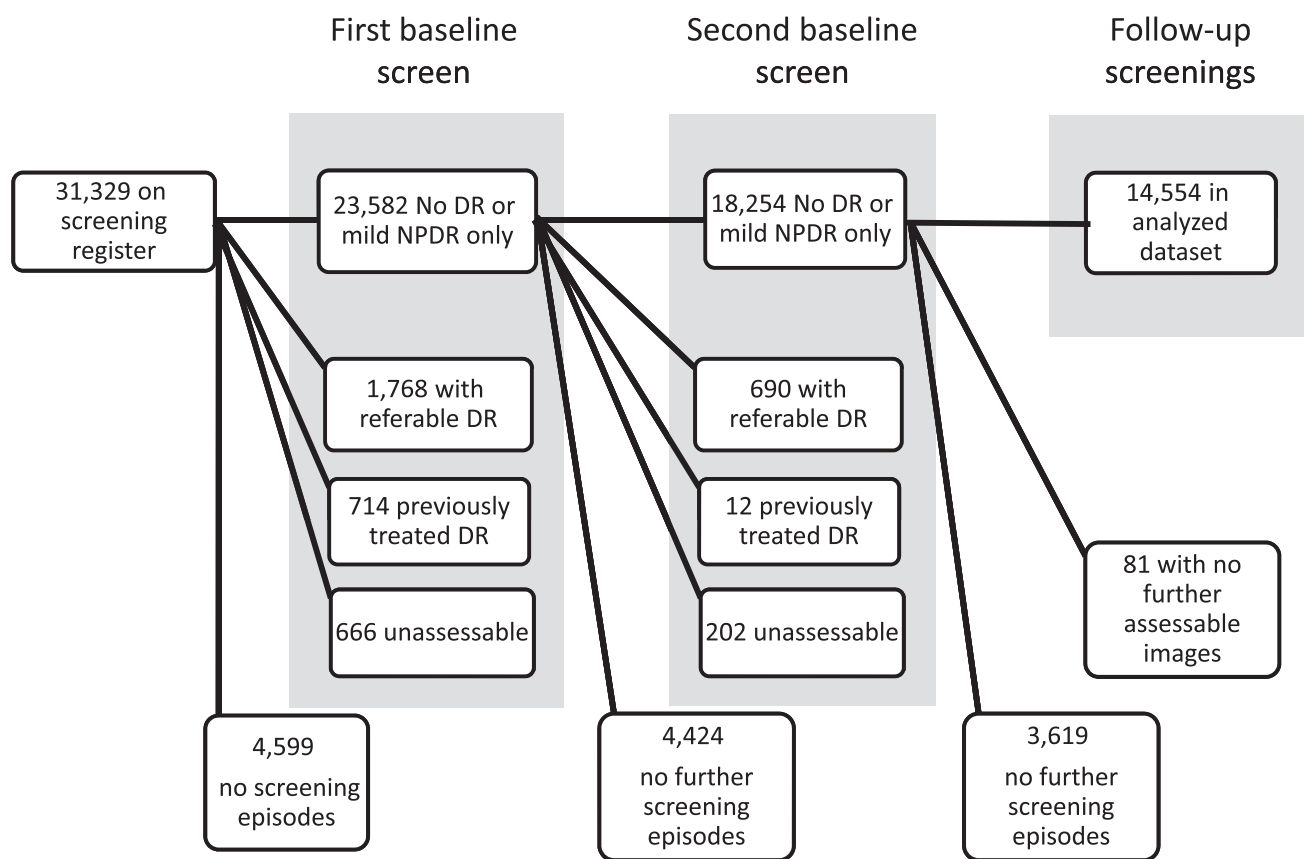 First baseline
screen
Second baseline
screen
Follow-up
screenings
31,329 on
screening
register
23,582 No DR or
mild NPDR only
18,254 No DR or
mild NPDR only
14,554 in
analyzed
dataset
1,768 with
referable DR
690 with
referable DR
714 previously
treated DR
12 previously
treated DR
81 with no
further
assessable
images
666 unassessable
202 unassessable
4,599
no screening
episodes
4,424
no further
screening
episodes
3,619
no further
screening
episodes